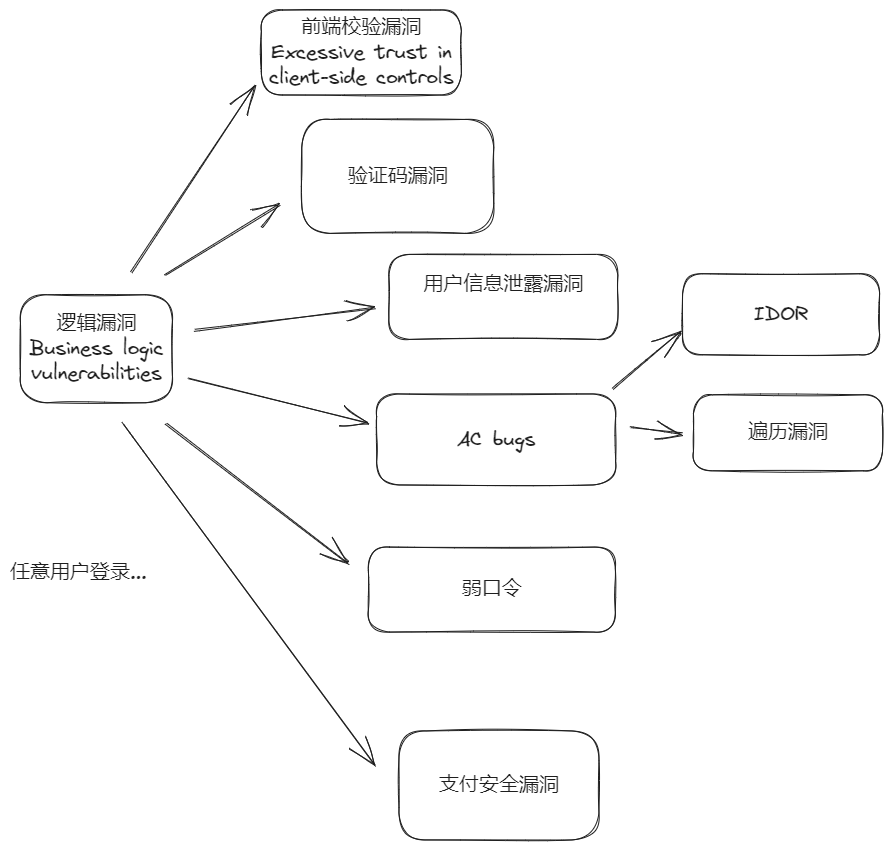 前端校验漏洞
Excessive trust in
client-side controls
验证码漏洞
用户信息泄露漏洞
IDOR
逻辑漏洞
Business logic
vulnerabilities
AC bugs
遍历漏洞
任意用户登录...
弱口令
支付安全漏洞